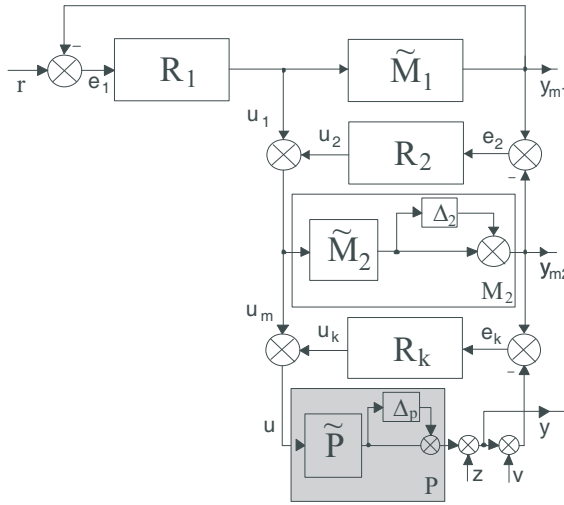 r
−
e₁
R₁
M̃₁
yₘ₁
u₁
u₂
R₂
e₂
−
M̃₂
Δ₂
M₂
yₘ₂
uₘ
uₖ
Rₖ
eₖ
−
u
P̃
Δₚ
P
z
v
y